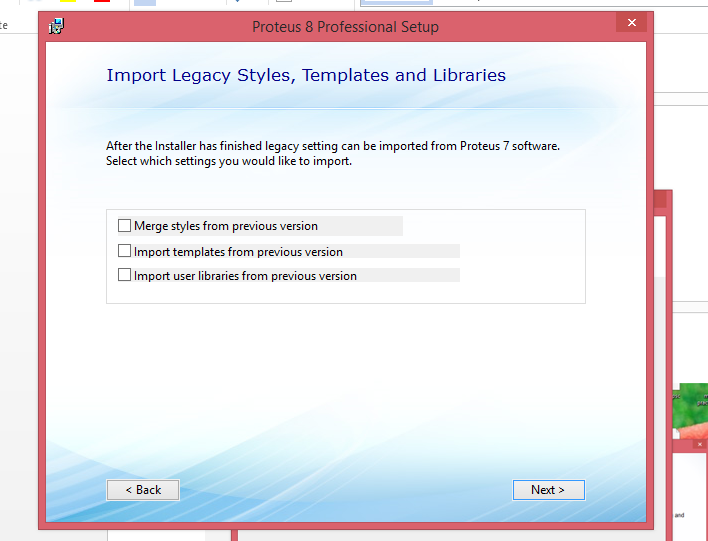 Proteus 8 Professional Setup
Import Legacy Styles, Templates and Libraries
After the Installer has finished legacy setting can be imported from Proteus 7 software.
Select which settings you would like to import.
Merge styles from previous version
Import templates from previous version
Import user libraries from previous version
< Back
Next >
and